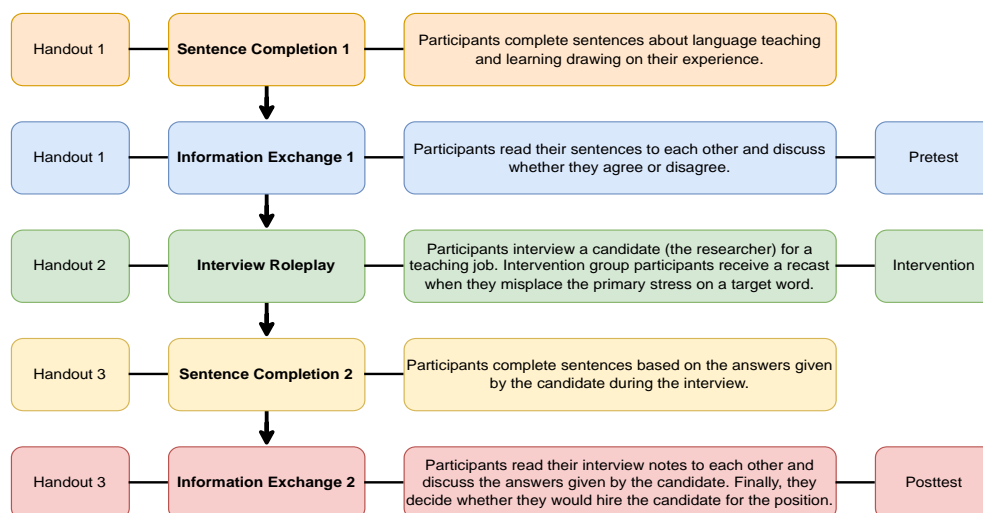 Handout 1
Sentence Completion 1
Participants complete sentences about language teaching
and learning drawing on their experience.
Handout 1
Information Exchange 1
Participants read their sentences to each other and discuss
whether they agree or disagree.
Pretest
Handout 2
Interview Roleplay
Participants interview a candidate (the researcher) for a
teaching job. Intervention group participants receive a recast
when they misplace the primary stress on a target word.
Intervention
Handout 3
Sentence Completion 2
Participants complete sentences based on the answers given
by the candidate during the interview.
Handout 3
Information Exchange 2
Participants read their interview notes to each other and
discuss the answers given by the candidate. Finally, they
decide whether they would hire the candidate for the position.
Posttest